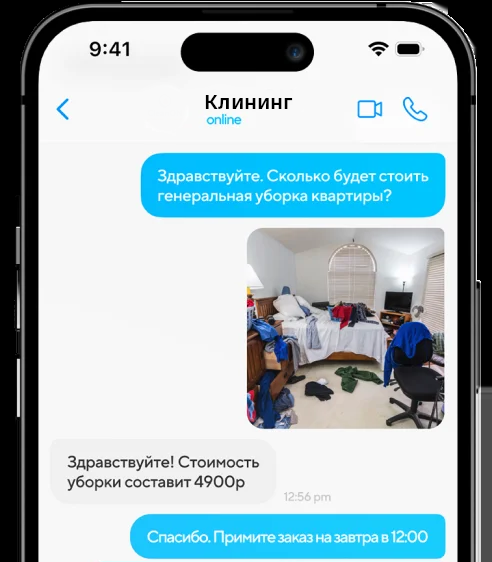 9:41
Клининг
online
Здравствуйте. Сколько будет стоить
генеральная уборка квартиры?
Здравствуйте! Стоимость
уборки составит 4900р
12:56 pm
Спасибо. Примите заказ на завтра в 12:00